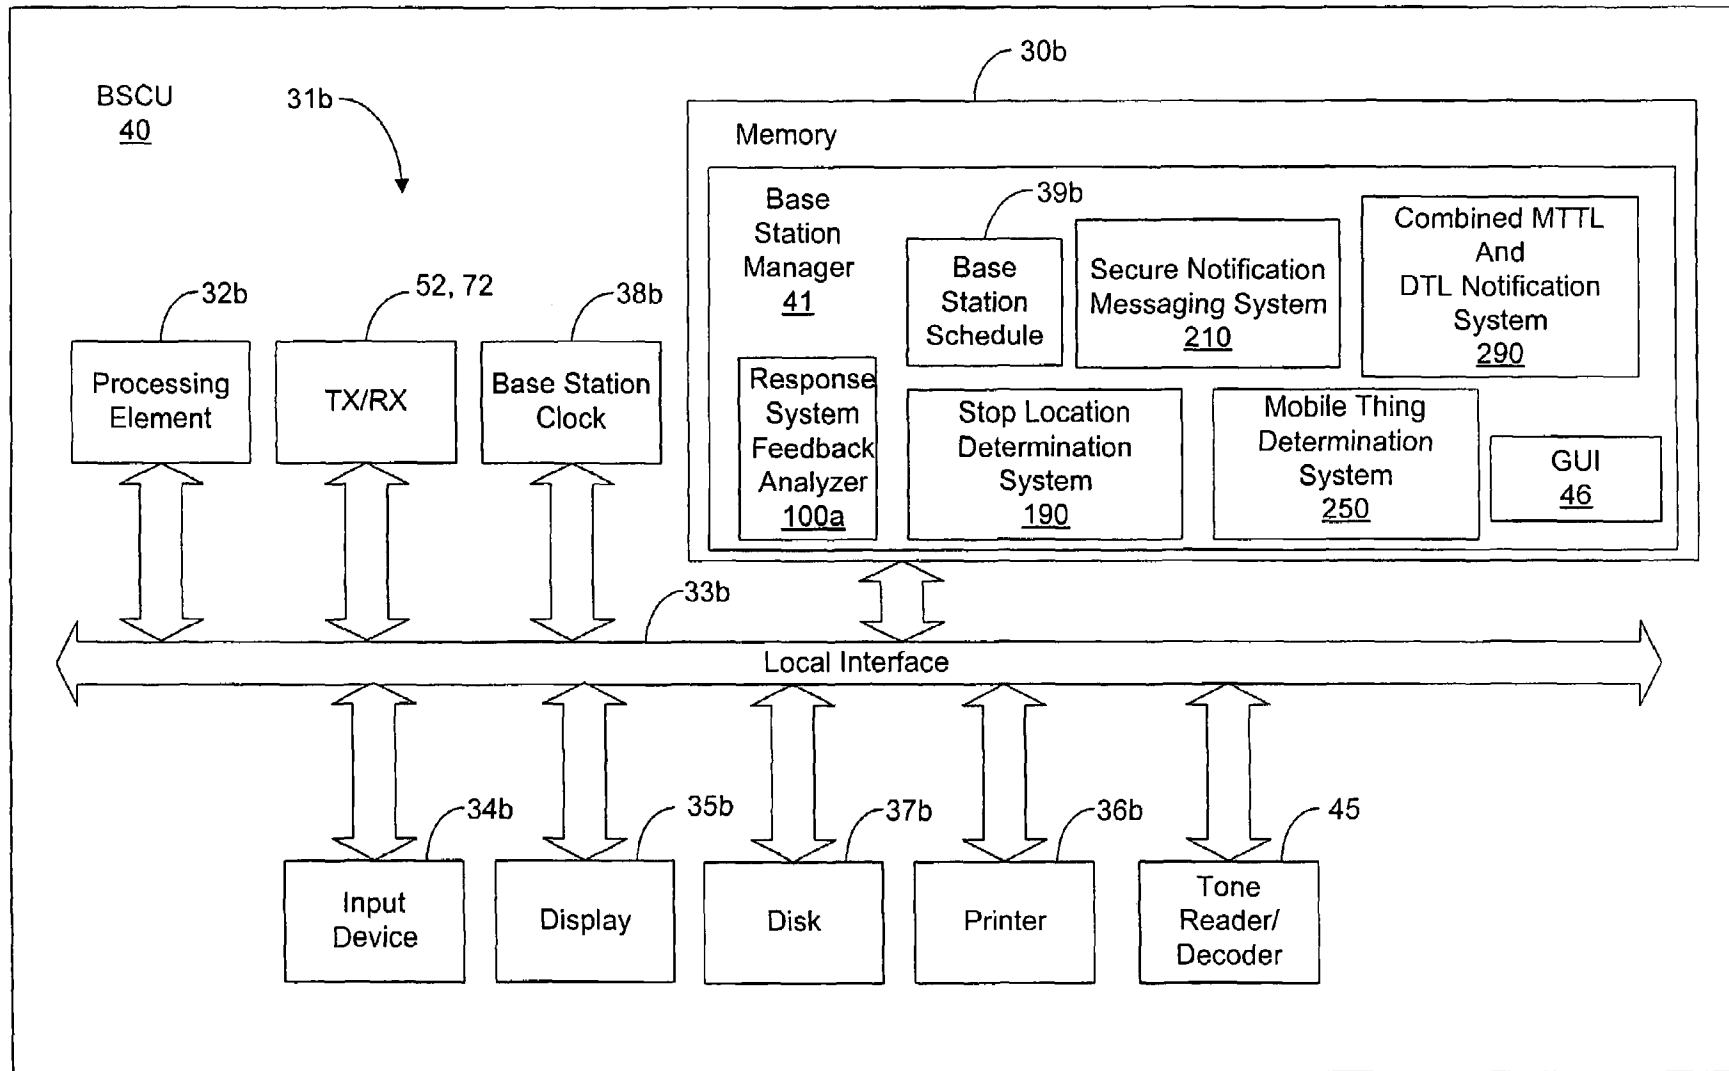 30b
BSCU
40
31b
Memory
Base
Station
Manager
41
39b
Base
Station
Schedule
Secure Notification
Messaging System
210
Combined MTTL
And
DTL Notification
System
290
32b
52, 72
38b
Processing
Element
TX/RX
Base Station
Clock
Response
System
Feedback
Analyzer
100a
Stop Location
Determination
System
190
Mobile Thing
Determination
System
250
GUI
46
33b
Local Interface
34b
35b
37b
36b
45
Input
Device
Display
Disk
Printer
Tone
Reader/
Decoder